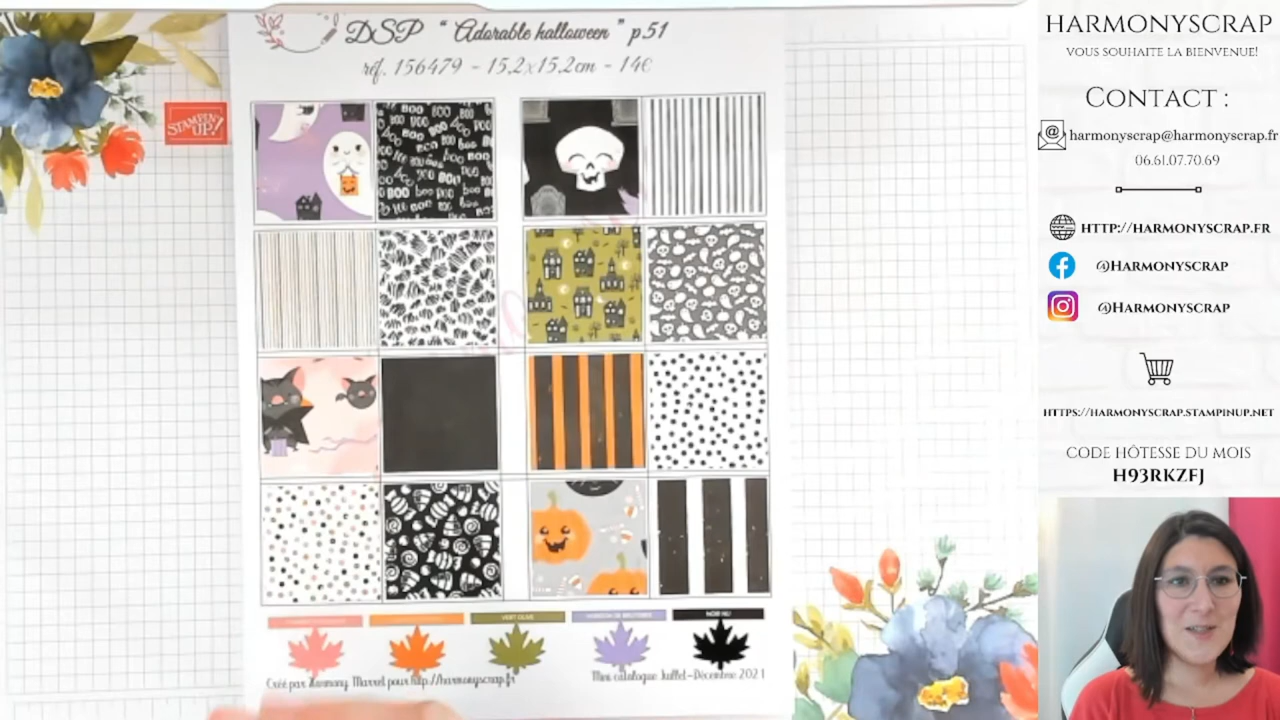 DSP " Adorable halloween " p51
réf. 156479 - 15,2x15,2cm - 14€
STAMPIN' UP!
VERT OLIVE
NOIR NU
Créé par Harmony Marrel pour http://harmonyscrap.fr
Mini catalogue Juillet-Décembre 2021
HARMONYSCRAP
VOUS SOUHAITE LA BIENVENUE!
CONTACT :
harmonyscrap@harmonyscrap.fr
06.61.07.70.69
HTTP://HARMONYSCRAP.FR
@HARMONYSCRAP
@HARMONYSCRAP
HTTPS://HARMONYSCRAP.STAMPINUP.NET
CODE HÔTESSE DU MOIS
H93RKZFJ